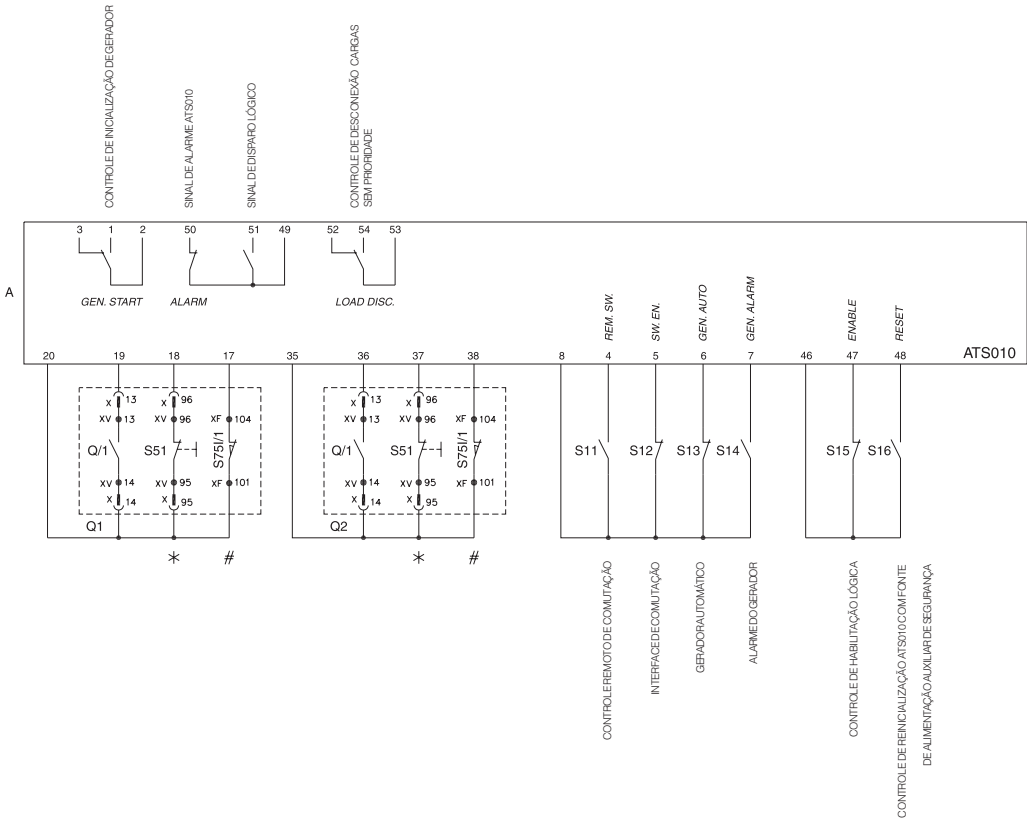 CONTROLE DE INICIALIZAÇÃO DE GERADOR
SINAL DE ALARME ATS010
SINAL DE DISPARO LÓGICO
CONTROLE DE DESCONEXÃO CARGAS
SEM PRIORIDADE
3 1 2 50 51 49 52 54 53
GEN. START ALARM LOAD DISC.
A
REM. SW.
SW. EN.
GEN. AUTO
GEN. ALARM
ENABLE
RESET
ATS010
20 19 18 17 35 36 37 38 8 4 5 6 7 46 47 48
X 13 X 96 X 13 X 96
XV 13 XV 96 XF 104 XV 13 XV 96 XF 104
Q/1 S51 S75I/1 Q/1 S51 S75I/1 S11 S12 S13 S14 S15 S16
XV 14 XV 95 XF 101 XV 14 XV 95 XF 101
X 14 X 95 X 14 X 95
Q1 Q2
* # * #
CONTROLE REMOTO DE COMUTAÇÃO
INTERFACE DE COMUTAÇÃO
GERADOR AUTOMÁTICO
ALARME DO GERADOR
CONTROLE DE HABILITAÇÃO LÓGICA
CONTROLE DE REINICIALIZAÇÃO ATS010 COM FONTE
DE ALIMENTAÇÃO AUXILIAR DE SEGURANÇA